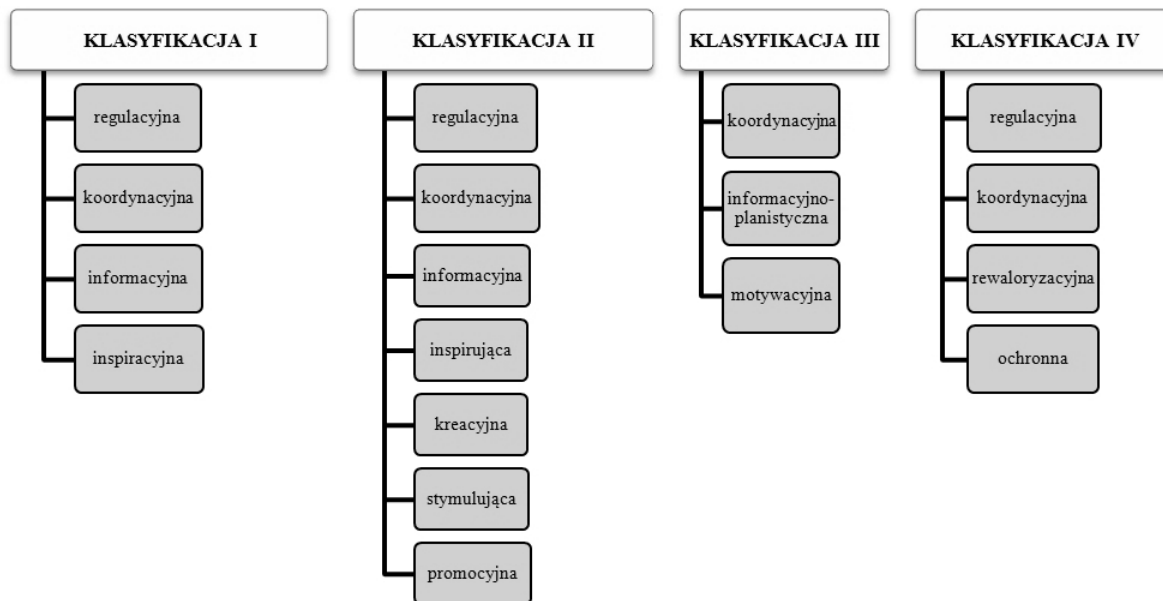 KLASYFIKACJA I
regulacyjna
koordynacyjna
informacyjna
inspiracyjna
KLASYFIKACJA II
regulacyjna
koordynacyjna
informacyjna
inspirująca
kreacyjna
stymulująca
promocyjna
KLASYFIKACJA III
koordynacyjna
informacyjno-
planistyczna
motywacyjna
KLASYFIKACJA IV
regulacyjna
koordynacyjna
rewaloryzacyjna
ochronna